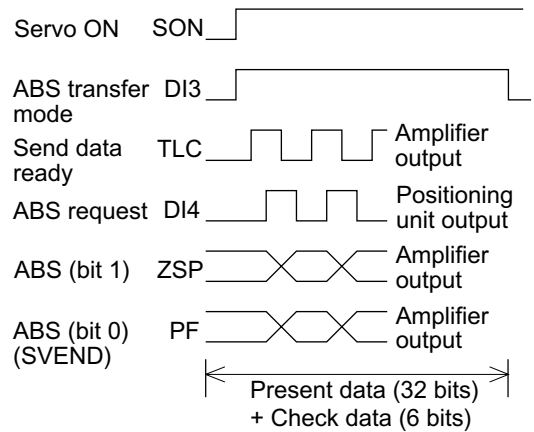 Servo ON SON
ABS transfer DI3
mode
Send data TLC Amplifier
ready output
ABS request DI4 Positioning
unit output
ABS (bit 1) ZSP Amplifier
output
ABS (bit 0) PF Amplifier
(SVEND) output
Present data (32 bits)
+ Check data (6 bits)